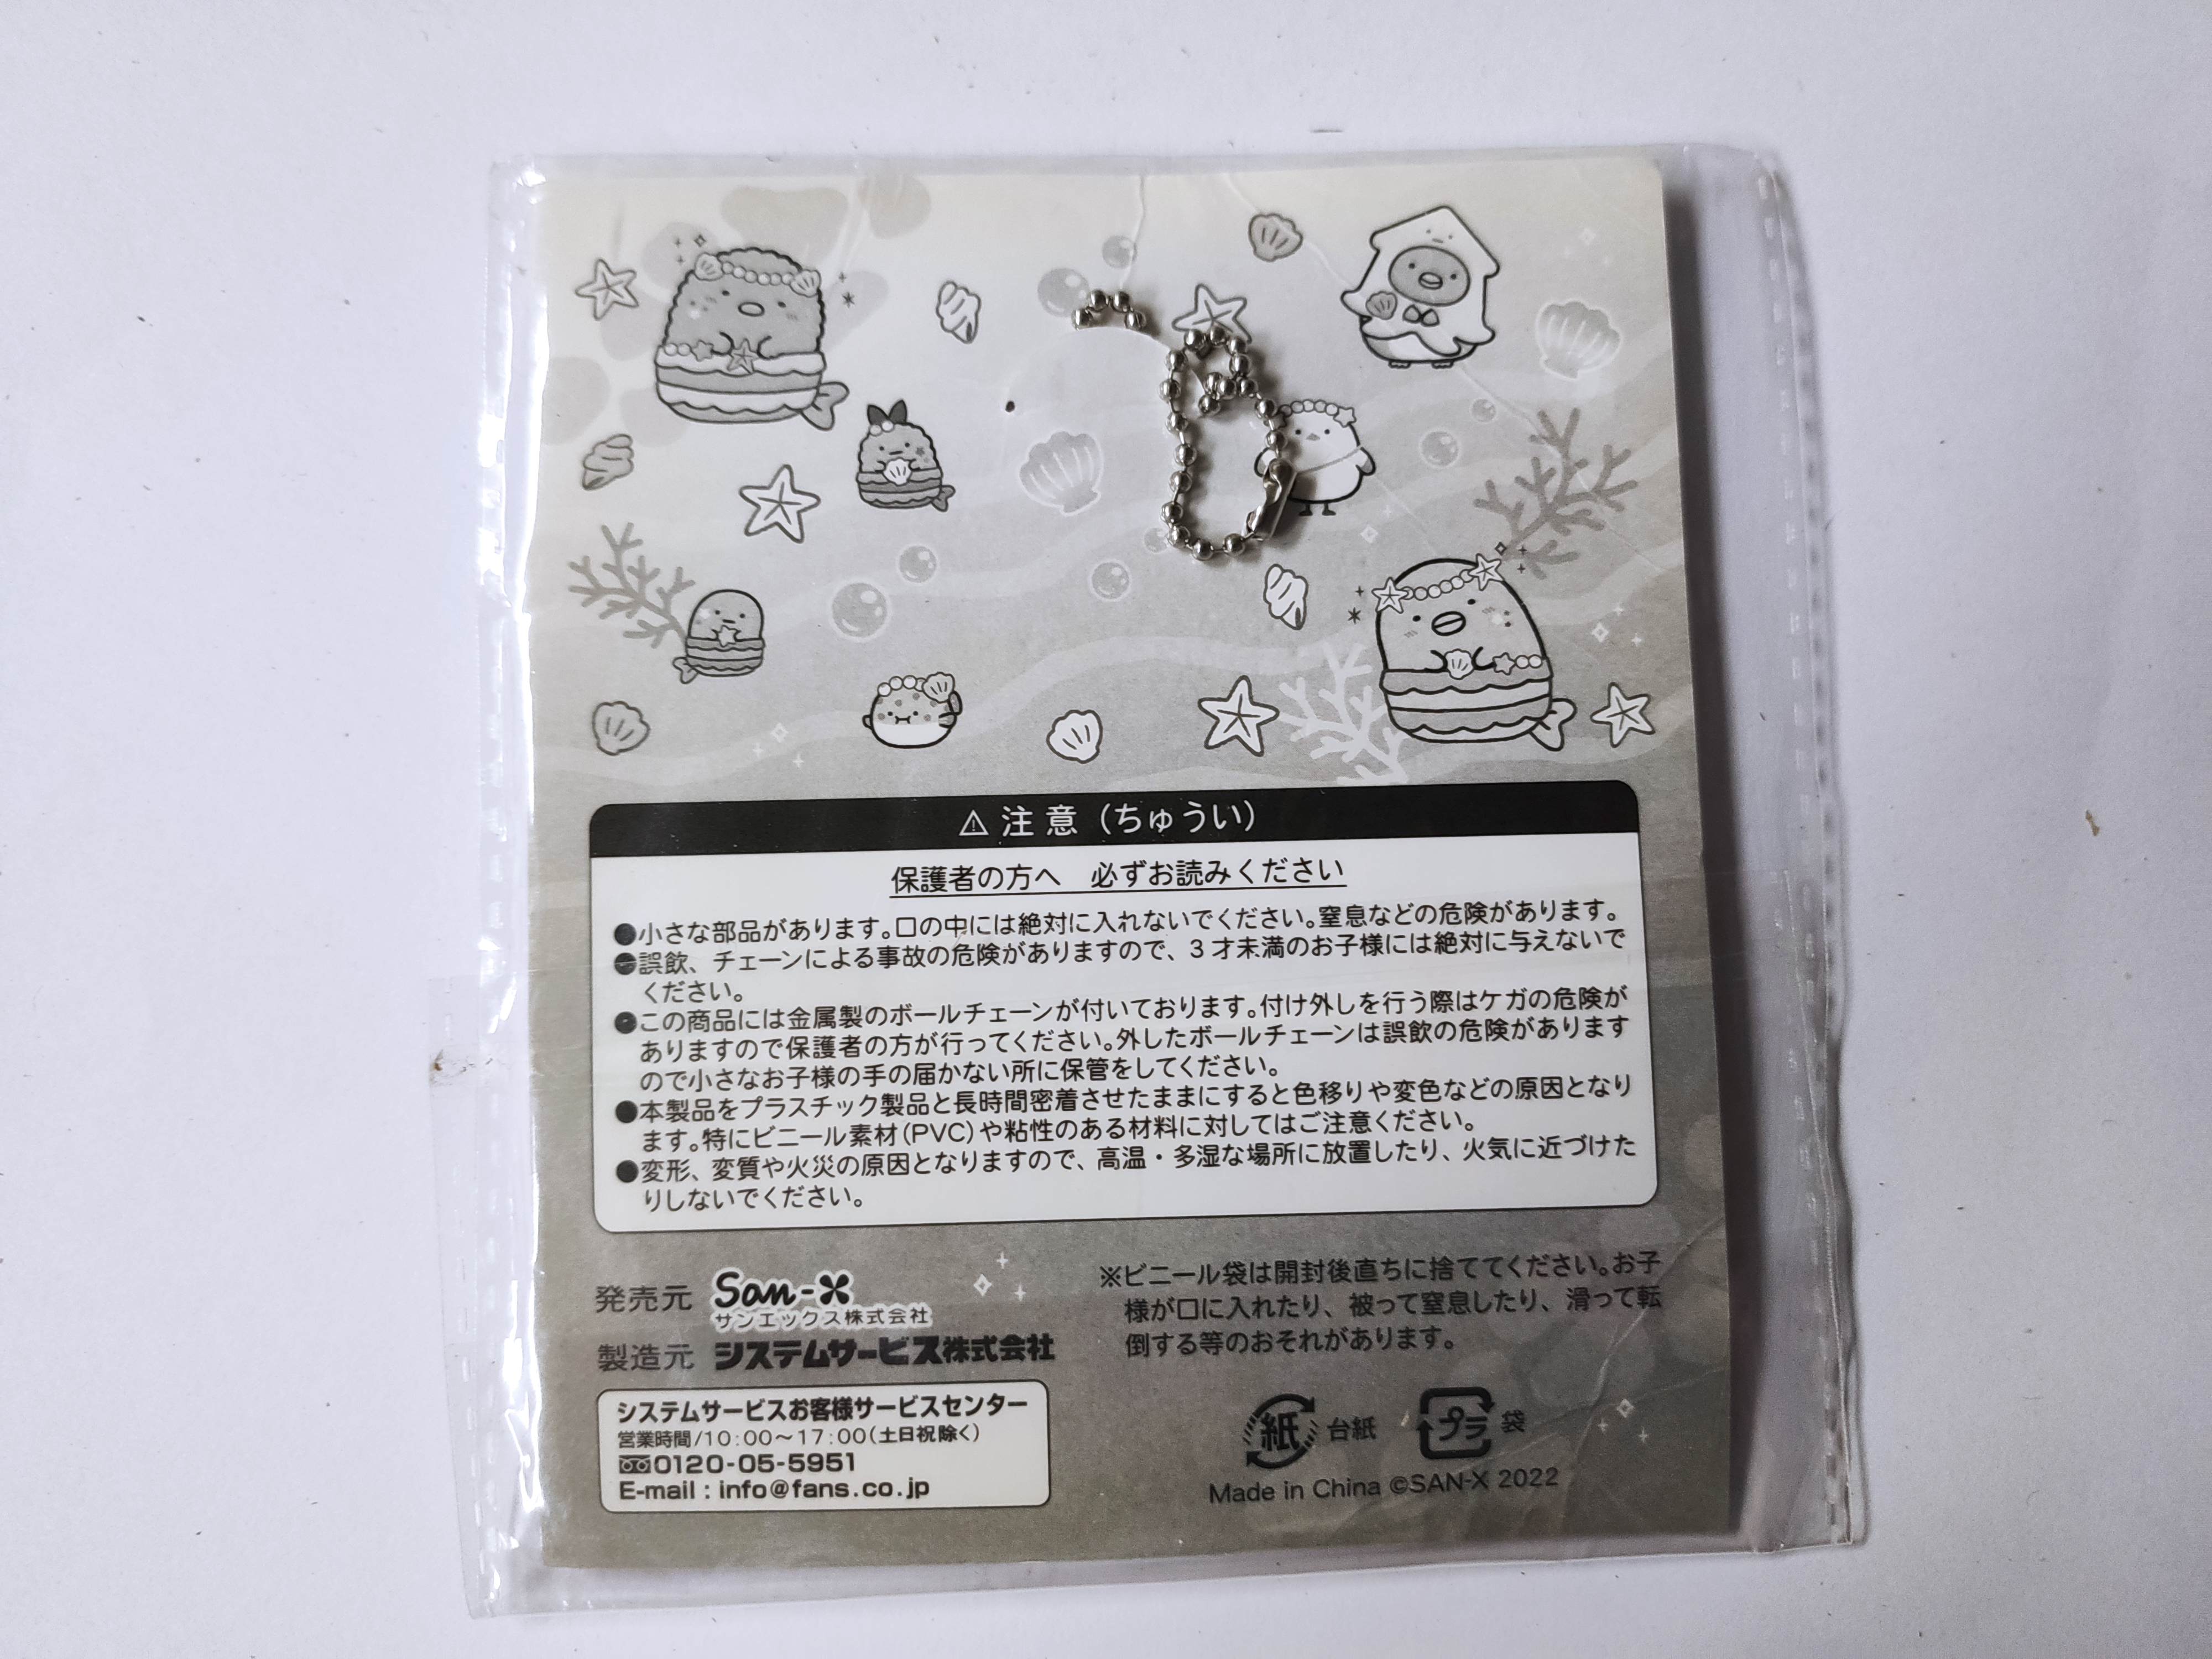 ⚠注意(ちゅうい)
保護者の方へ 必ずお読みください
●小さな部品があります。口の中には絶対に入れないでください。窒息などの危険があります。
●誤飲、チェーンによる事故の危険がありますので、3才未満のお子様には絶対に与えないで
ください。
●この商品には金属製のボールチェーンが付いております。付け外しを行う際はケガの危険が
ありますので保護者の方が行ってください。外したボールチェーンは誤飲の危険があります
ので小さなお子様の手の届かない所に保管をしてください。
●本製品をプラスチック製品と長時間密着させたままにすると色移りや変色などの原因となり
ます。特にビニール素材(PVC)や粘性のある材料に対してはご注意ください。
●変形、変質や火災の原因となりますので、高温・多湿な場所に放置したり、火気に近づけた
りしないでください。
発売元 San-X
サンエックス株式会社
製造元 システムサービス株式会社
システムサービスお客様サービスセンター
営業時間/10:00〜17:00(土日祝除く)
0120-05-5951
E-mail : info@fans.co.jp
※ビニール袋は開封後直ちに捨ててください。お子
様が口に入れたり、被って窒息したり、滑って転
倒する等のおそれがあります。
紙 台紙 プラ 袋
Made in China ©SAN-X 2022